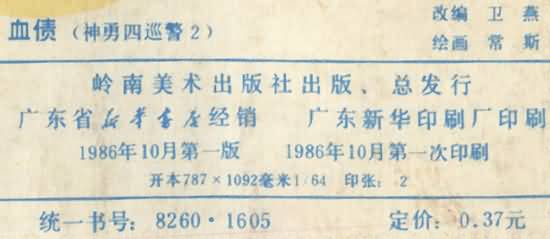 血债（神勇四巡警2） 改编 卫燕
绘画 常斯
岭南美术出版社出版、总发行
广东省新华书店经销 广东新华印刷厂印刷
1986年10月第一版 1986年10月第一次印刷
开本787×1092毫米1/64 印张：2
统一书号：8260·1605 定价：0.37元